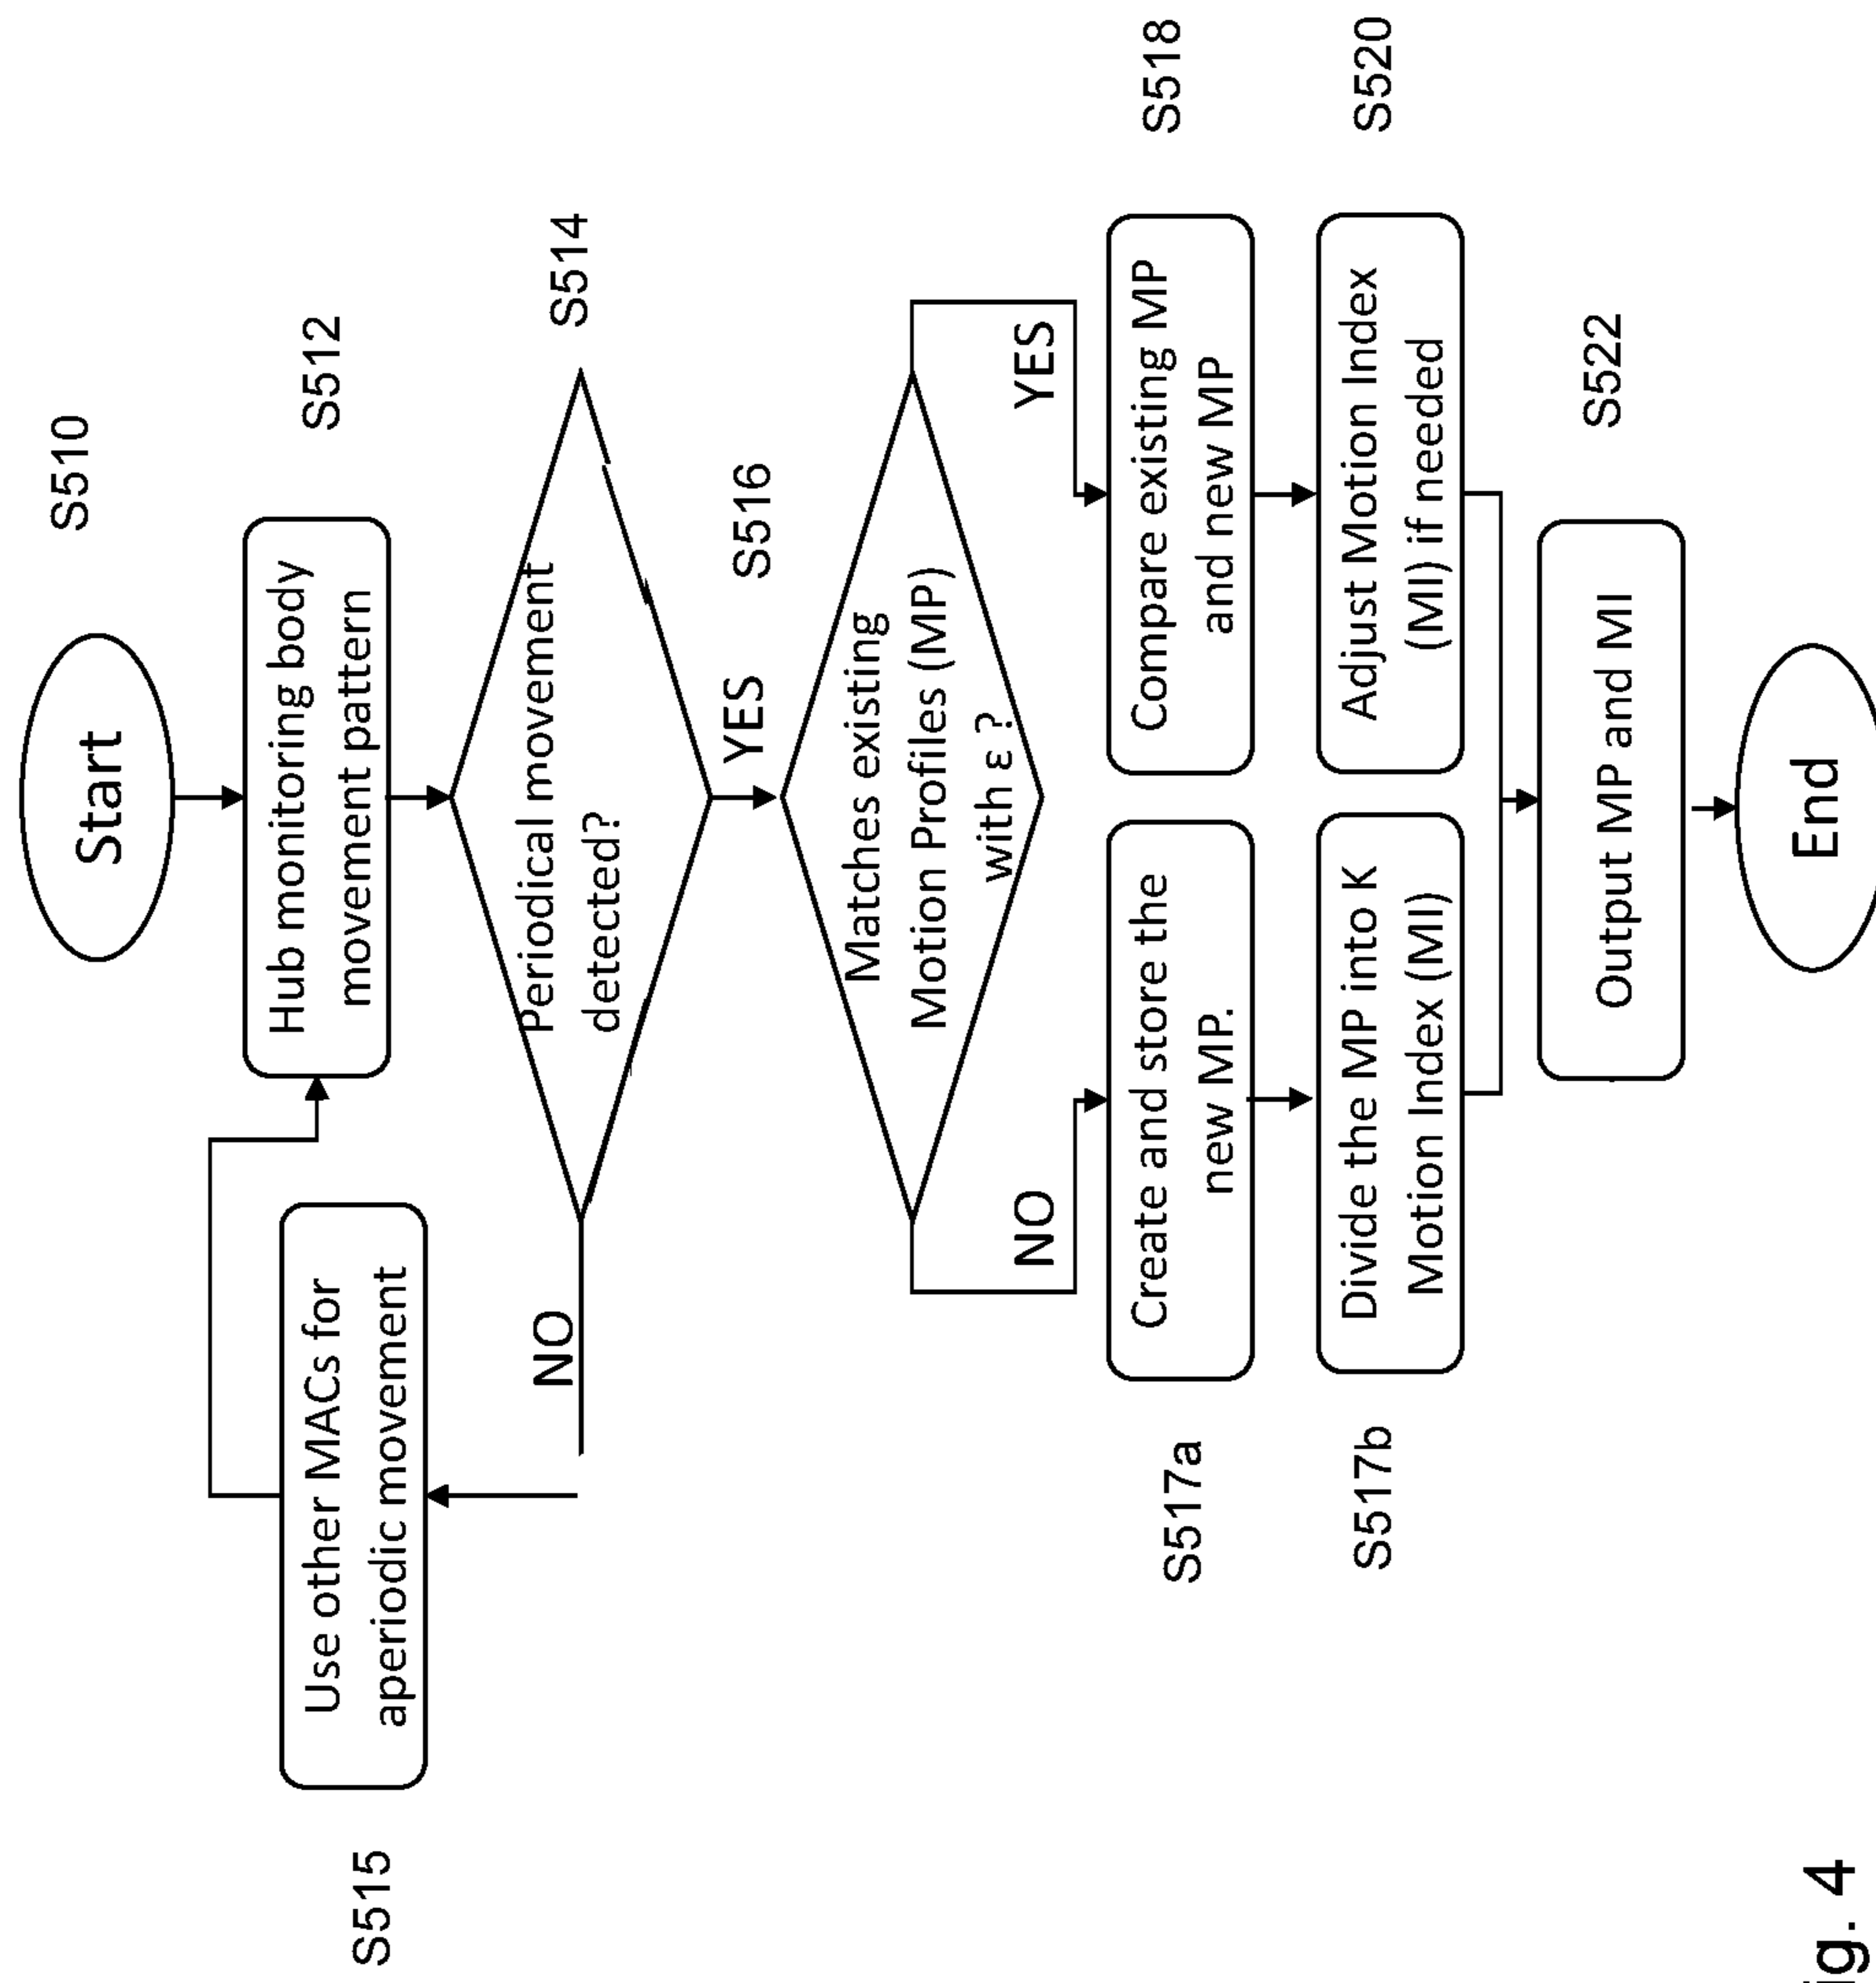 S510
Start
S512
Hub monitoring body
movement pattern
S515
Use other MACs for
aperiodic movement
S514
Periodical movement
detected?
NO
YES
S516
Matches existing
Motion Profiles (MP)
with ε ?
NO
YES
S517a
Create and store the
new MP.
S518
Compare existing MP
and new MP
S517b
Divide the MP into K
Motion Index (MI)
S520
Adjust Motion Index
(MI) if needed
S522
Output MP and MI
End
ig. 4